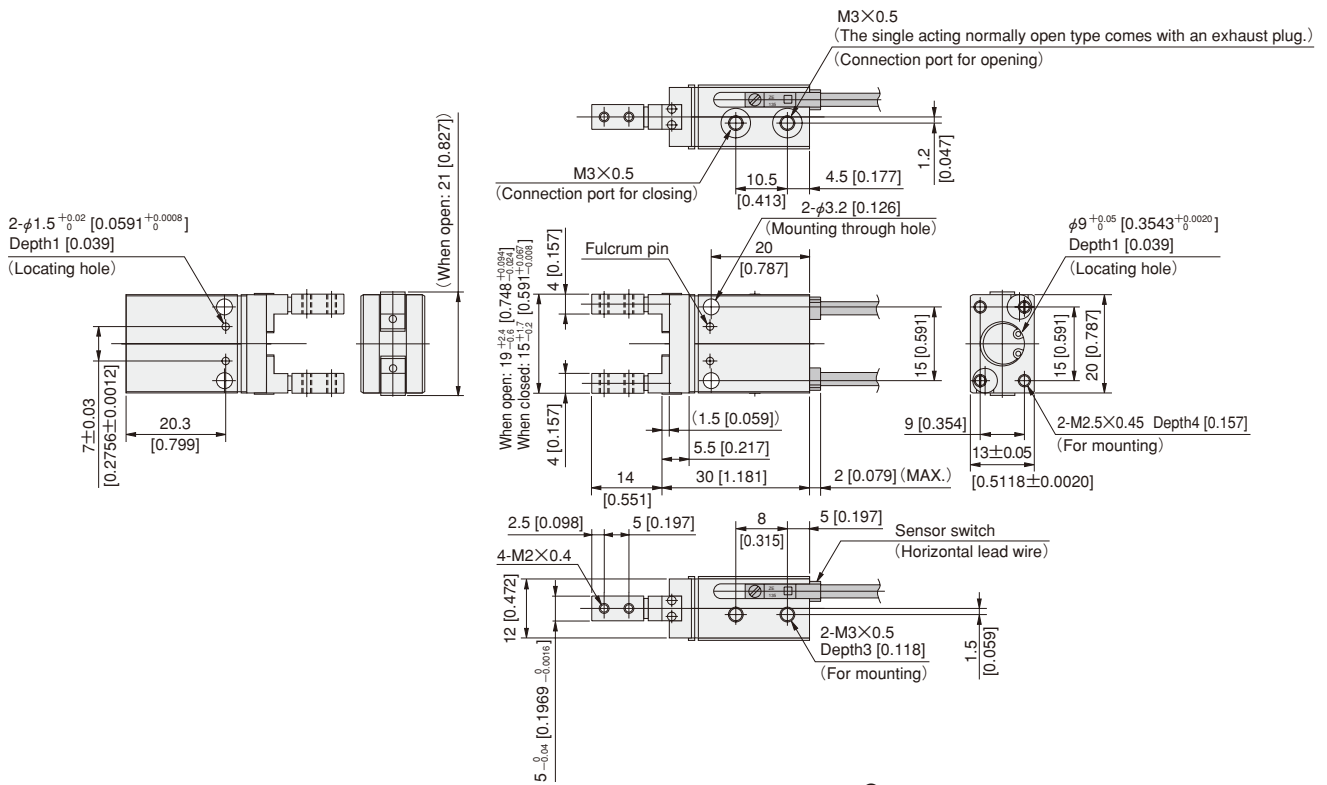 M3×0.5
(The single acting normally open type comes with an exhaust plug.)
(Connection port for opening)
M3×0.5
(Connection port for closing)
10.5
[0.413]
4.5 [0.177]
1.2
[0.047]
2-φ1.5 +0.02 0 [0.0591 +0.0008 0]
Depth1 [0.039]
(Locating hole)
(When open: 21 [0.827])
7±0.03
[0.2756±0.0012]
20.3
[0.799]
2-φ3.2 [0.126]
(Mounting through hole)
Fulcrum pin
20
[0.787]
When open: 19 +2.4 -0.6 [0.748 +0.094 -0.024]
When closed: 15 +1.7 -0.2 [0.591 +0.067 -0.008]
4 [0.157]
4 [0.157]
15 [0.591]
(1.5 [0.059])
5.5 [0.217]
14
[0.551]
30 [1.181]
2 [0.079] (MAX.)
φ9 +0.05 0 [0.3543 +0.0020 0]
Depth1 [0.039]
(Locating hole)
15 [0.591]
20 [0.787]
9 [0.354]
13±0.05
[0.5118±0.0020]
2-M2.5×0.45 Depth4 [0.157]
(For mounting)
2.5 [0.098]
5 [0.197]
8
[0.315]
5 [0.197]
Sensor switch
(Horizontal lead wire)
4-M2×0.4
12 [0.472]
5 0 -0.04 [0.1969 0 -0.0016]
2-M3×0.5
Depth3 [0.118]
(For mounting)
1.5
[0.059]